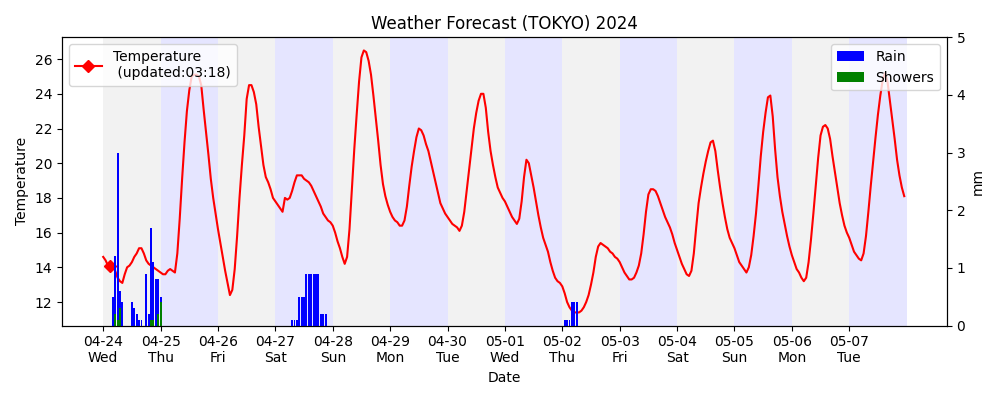 Weather Forecast (TOKYO) 2024
Temperature
(updated:03:18)
Rain
Showers
Temperature
26
24
22
20
18
16
14
12
5
4
3
2
1
0
mm
04-24 04-25 04-26 04-27 04-28 04-29 04-30 05-01 05-02 05-03 05-04 05-05 05-06 05-07
Wed Thu Fri Sat Sun Mon Tue Wed Thu Fri Sat Sun Mon Tue
Date